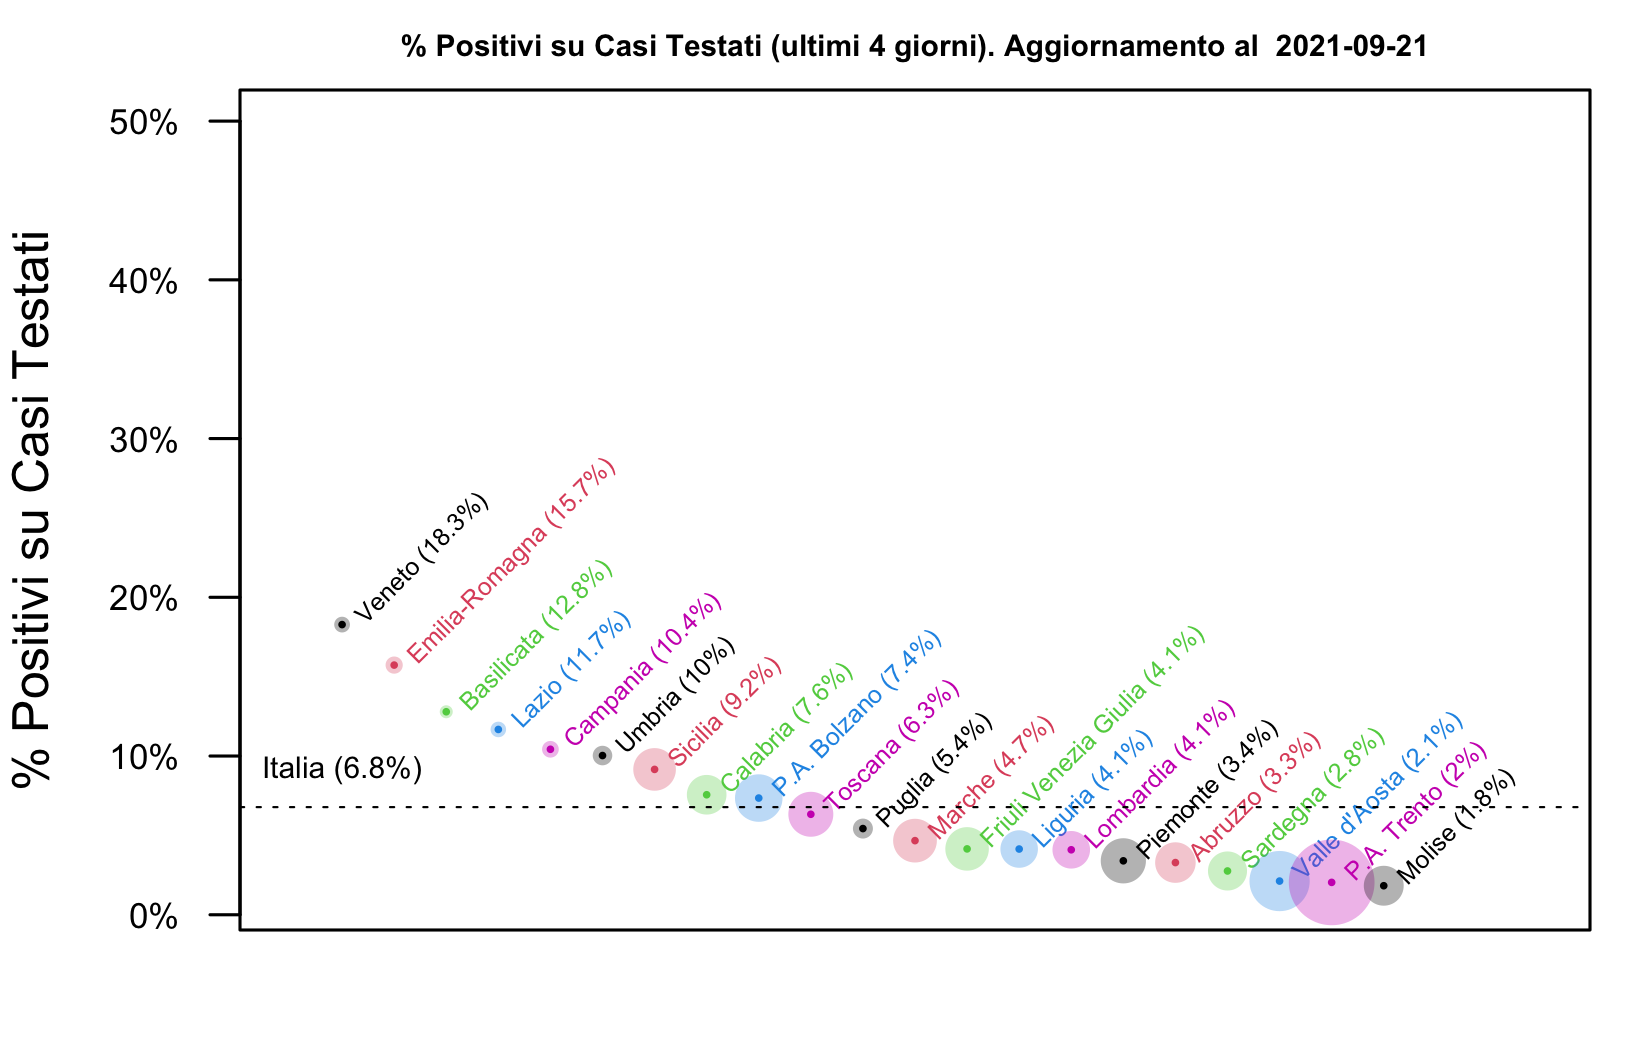 % Positivi su Casi Testati (ultimi 4 giorni). Aggiornamento al  2021-09-21
% Positivi su Casi Testati
50%
40%
30%
20%
10%
0%
Italia (6.8%)
Veneto (18.3%)
Emilia-Romagna (15.7%)
Basilicata (12.8%)
Lazio (11.7%)
Campania (10.4%)
Umbria (10%)
Sicilia (9.2%)
Calabria (7.6%)
P.A. Bolzano (7.4%)
Toscana (6.3%)
Puglia (5.4%)
Marche (4.7%)
Friuli Venezia Giulia (4.1%)
Liguria (4.1%)
Lombardia (4.1%)
Piemonte (3.4%)
Abruzzo (3.3%)
Sardegna (2.8%)
Valle d'Aosta (2.1%)
P.A. Trento (2%)
Molise (1.8%)